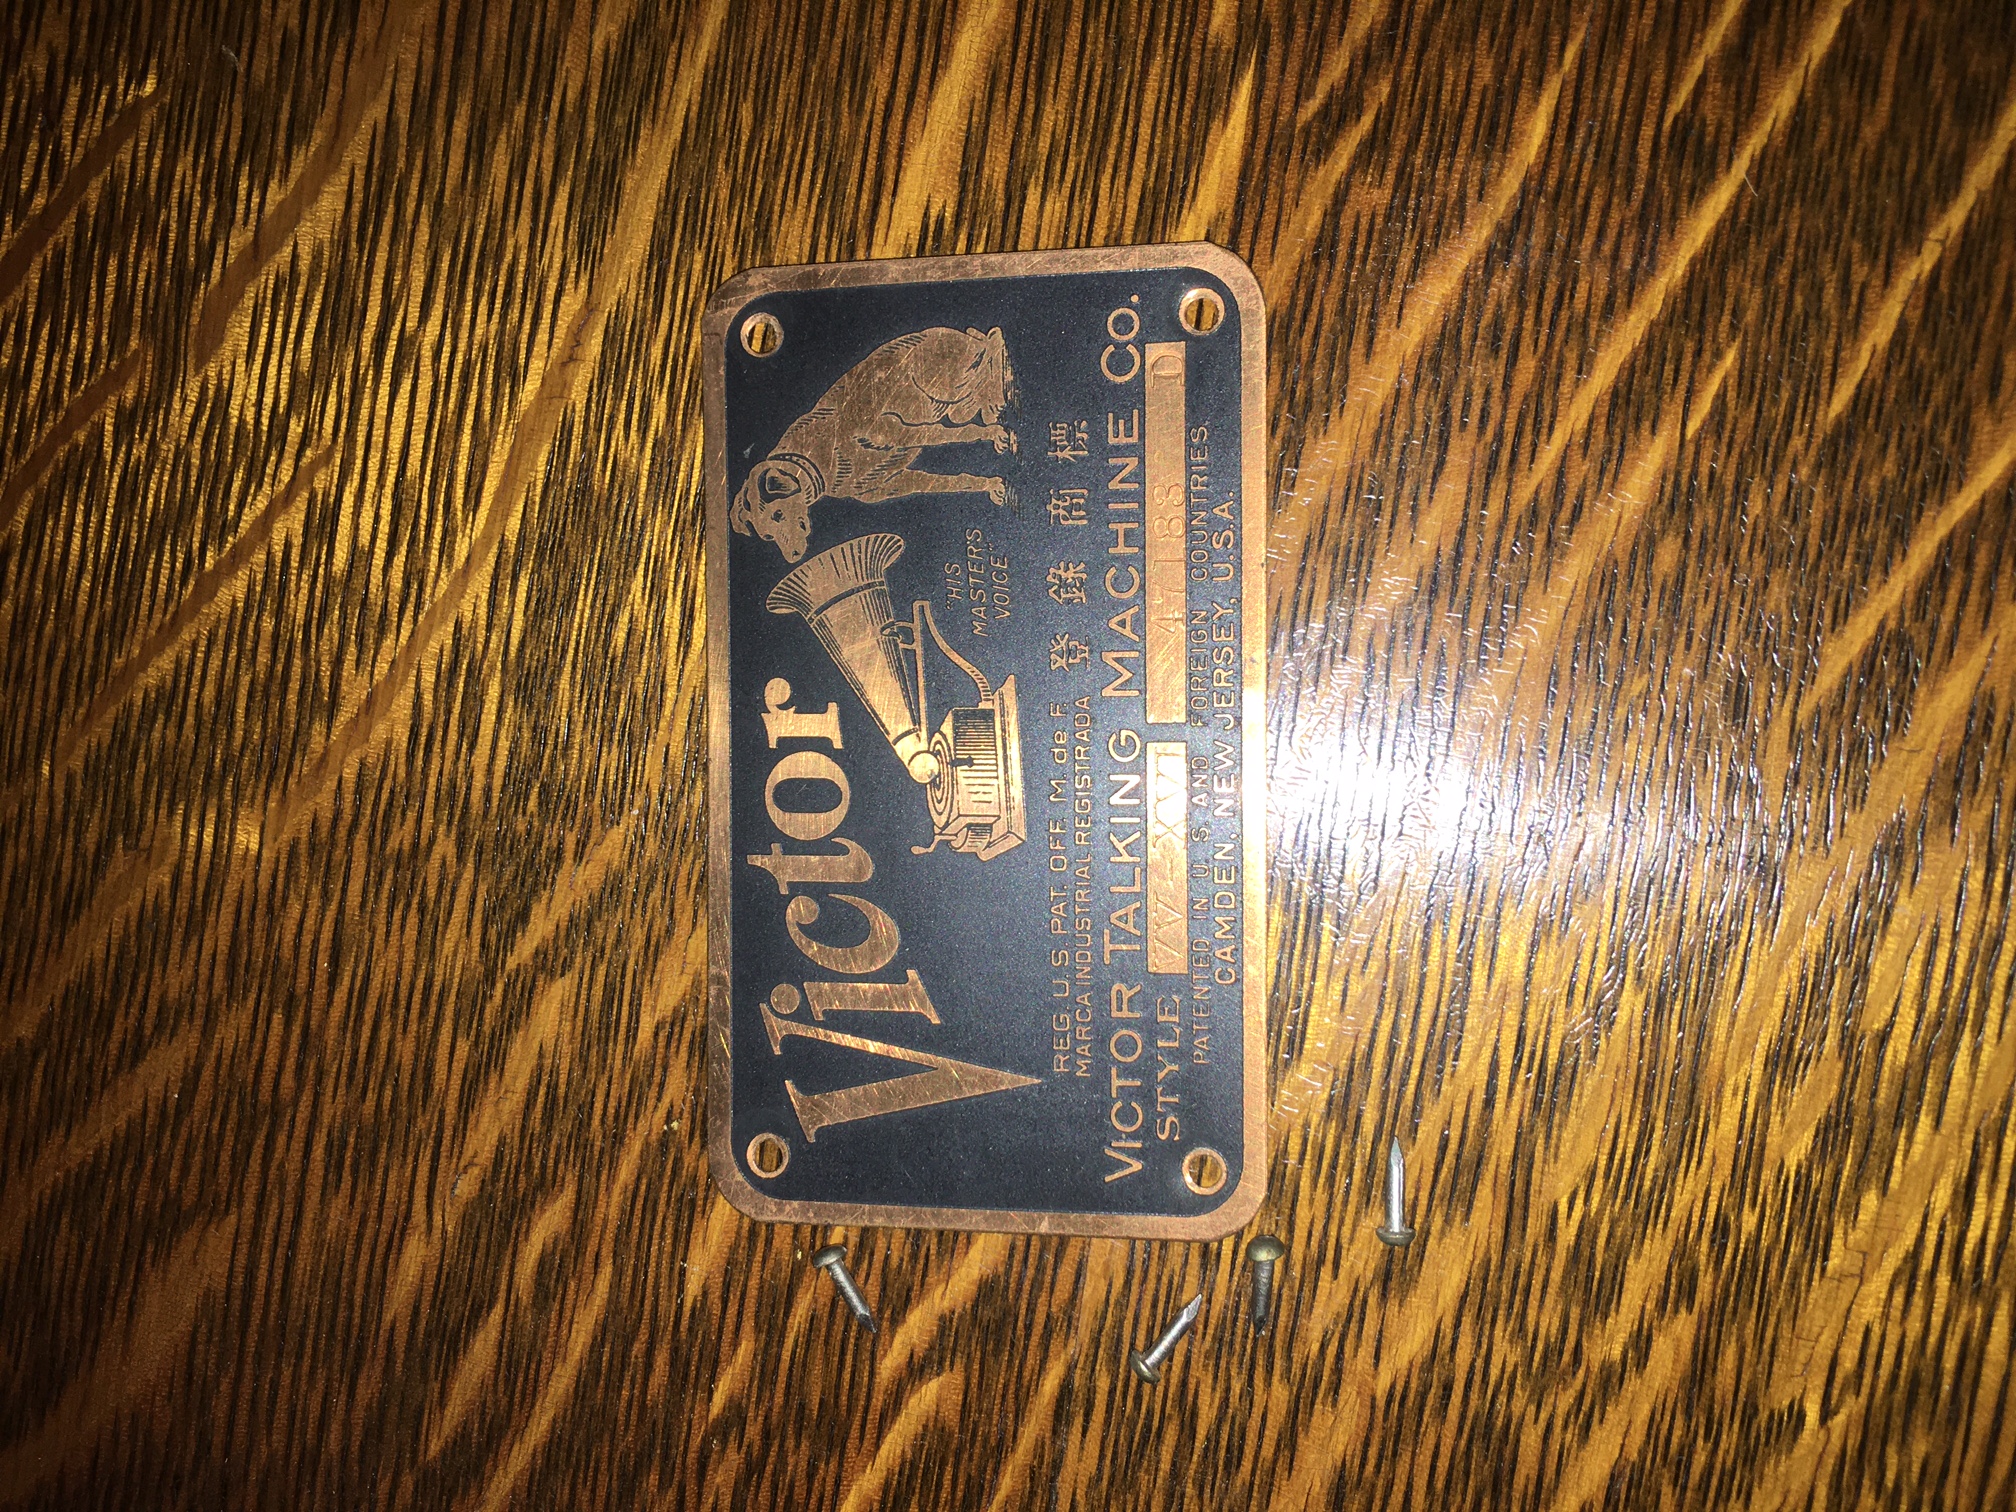 Victor
"HIS
MASTER'S
VOICE"
REG. U.S. PAT. OFF. M. de F.
MARCA INDUSTRIAL REGISTRADA
登錄商標
VICTOR TALKING MACHINE CO.
STYLE VV-XVI 47183 D
PATENTED IN U.S. AND FOREIGN COUNTRIES.
CAMDEN, NEW JERSEY, U.S.A.